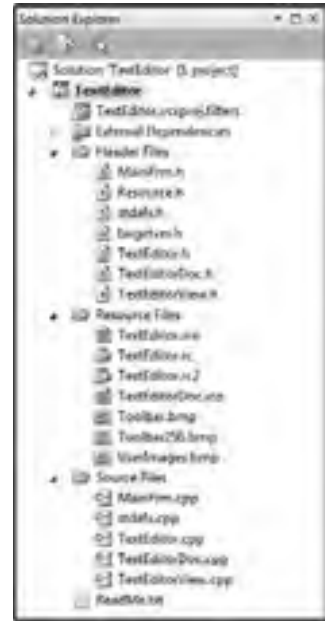 Solution Explorer
Solution 'TextEditor' (1 project)
TextEditor
TextEditor.vcxproj.filters
External Dependencies
Header Files
MainFrm.h
Resource.h
stdafx.h
targetver.h
TextEditor.h
TextEditorDoc.h
TextEditorView.h
Resource Files
TextEditor.ico
TextEditor.rc
TextEditor.rc2
TextEditorDoc.ico
Toolbar.bmp
Toolbar256.bmp
UserImages.bmp
Source Files
MainFrm.cpp
stdafx.cpp
TextEditor.cpp
TextEditorDoc.cpp
TextEditorView.cpp
ReadMe.txt